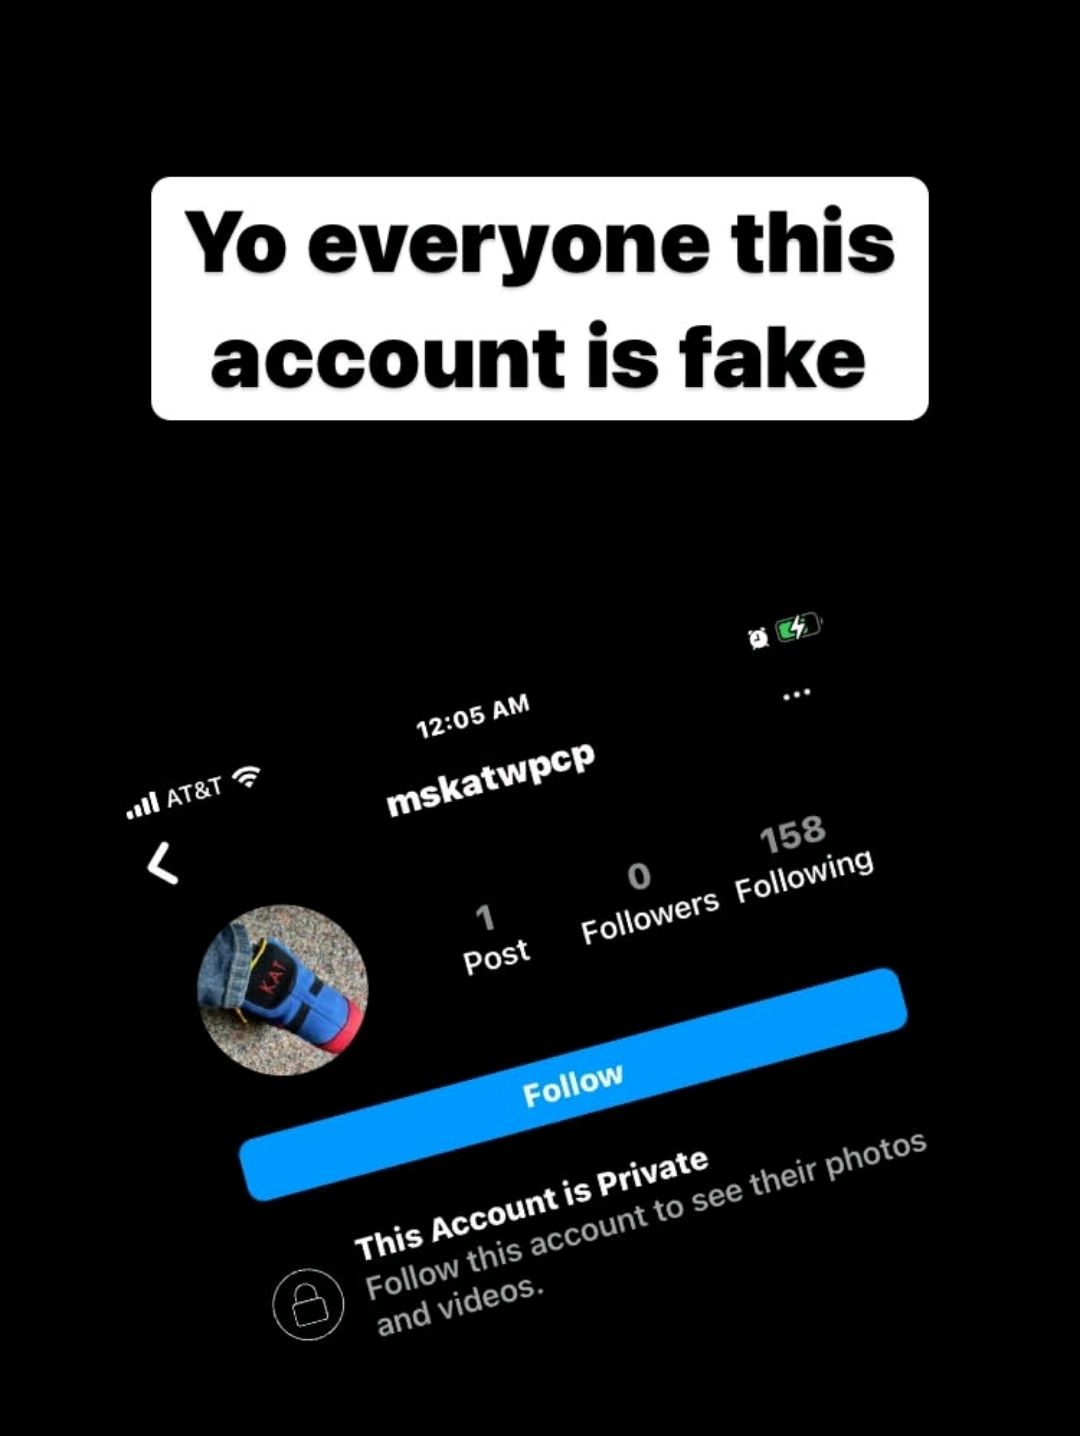 Yo everyone this
account is fake
AT&T
12:05 AM
mskatwpcp
1
Post
0
Followers
158
Following
KAT
Follow
This Account is Private
Follow this account to see their photos
and videos.